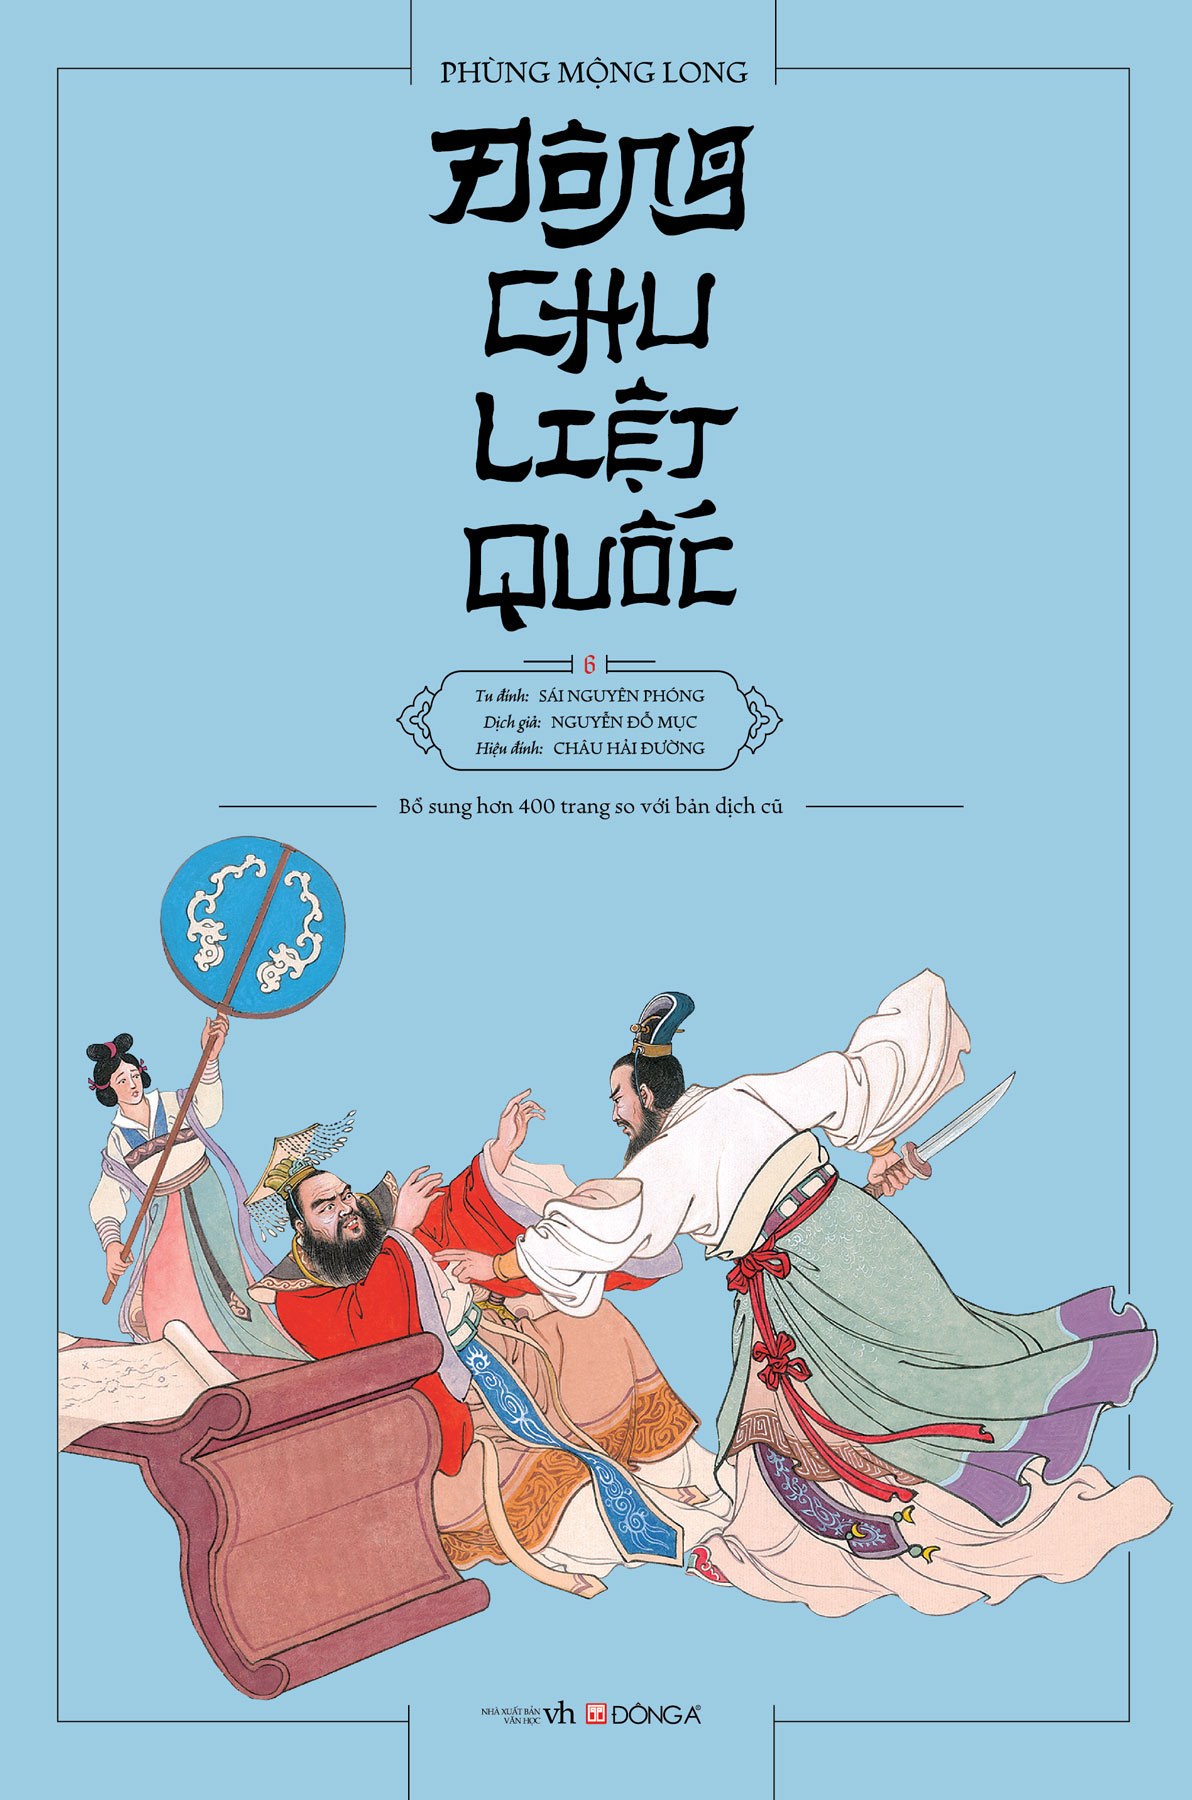 PHÙNG MỘNG LONG
ĐÔNG
CHU
LIỆT
QUỐC
6
Tu đính: SÁI NGUYÊN PHÓNG
Dịch giả: NGUYỄN ĐỖ MỤC
Hiệu đính: CHÂU HẢI ĐƯỜNG
Bổ sung hơn 400 trang so với bản dịch cũ
NHÀ XUẤT BẢN
VĂN HỌC
vh
ĐÔNG A®